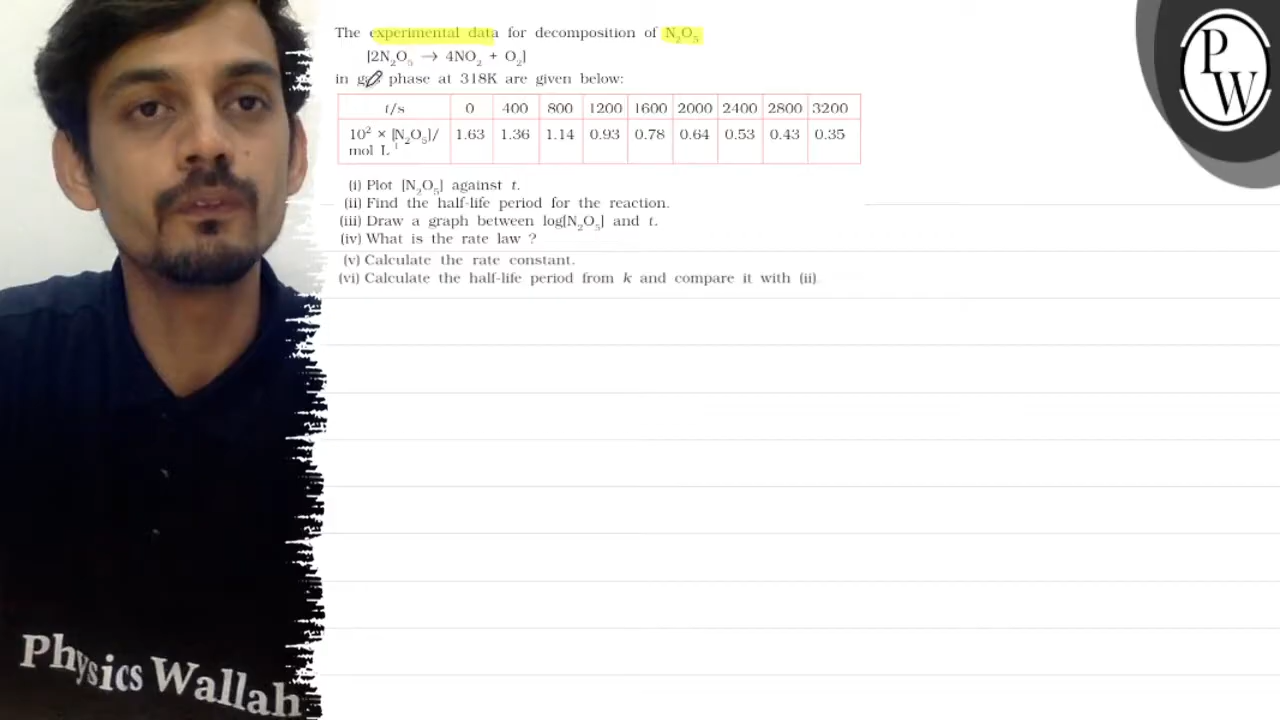 The experimental data for decomposition of N₂O₅
[2N₂O₅ → 4NO₂ + O₂]
in phase at 318K are given below:
t/s 0 400 800 1200 1600 2000 2400 2800 3200
10² × [N₂O₅]/ 1.63 1.36 1.14 0.93 0.78 0.64 0.53 0.43 0.35
mol L⁻¹
(i) Plot [N₂O₅] against t.
(ii) Find the half-life period for the reaction.
(iii) Draw a graph between log[N₂O₅] and t.
(iv) What is the rate law ?
(v) Calculate the rate constant.
(vi) Calculate the half-life period from k and compare it with (ii).
PW
Physics Wallah